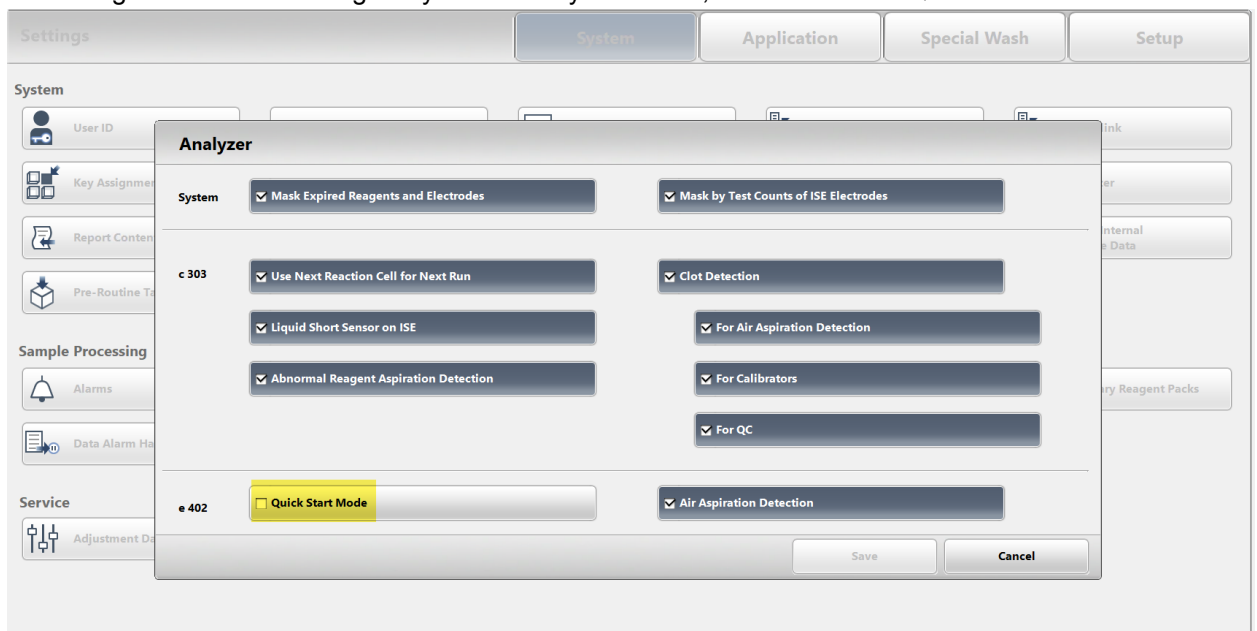 Settings
System
Application
Special Wash
Setup
System
User ID
Key Assignmen
Report Conten
Pre-Routine Ta
Sample Processing
Alarms
Data Alarm Ha
Service
Adjustment Da
Analyzer
System
Mask Expired Reagents and Electrodes
Mask by Test Counts of ISE Electrodes
c 303
Use Next Reaction Cell for Next Run
Clot Detection
Liquid Short Sensor on ISE
For Air Aspiration Detection
Abnormal Reagent Aspiration Detection
For Calibrators
For QC
e 402
Quick Start Mode
Air Aspiration Detection
Save
Cancel
ink
er
nternal
e Data
ry Reagent Packs